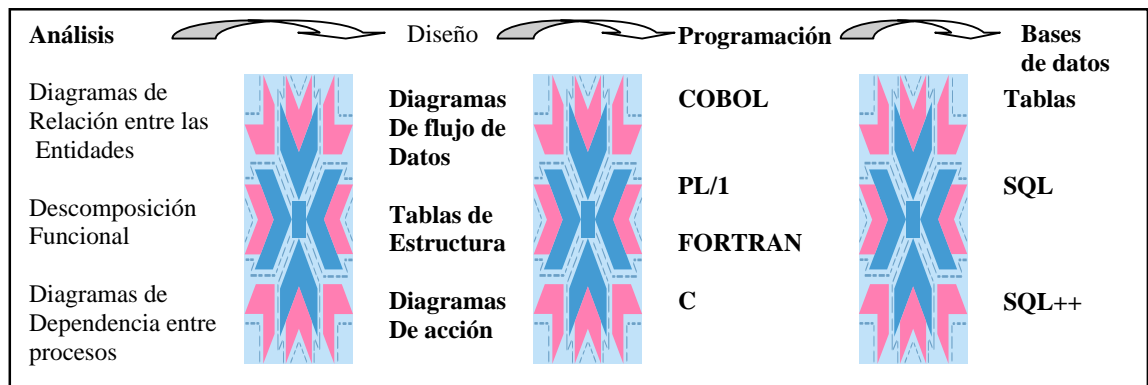 Análisis
Diseño
Programación
Bases
de datos
Diagramas de
Relación entre las
Entidades
Descomposición
Funcional
Diagramas de
Dependencia entre
procesos
Diagramas
De flujo de
Datos
Tablas de
Estructura
Diagramas
De acción
COBOL
PL/1
FORTRAN
C
Tablas
SQL
SQL++